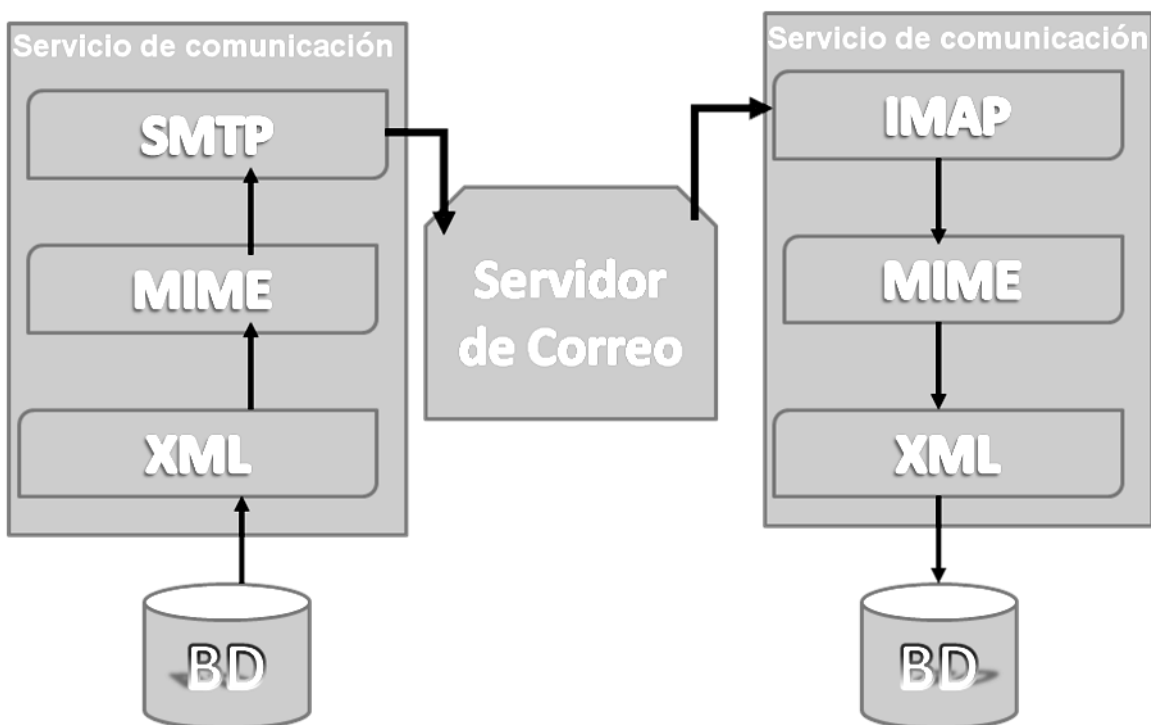 Servicio de comunicación
SMTP
MIME
XML
BD
Servidor
de Correo
Servicio de comunicación
IMAP
MIME
XML
BD